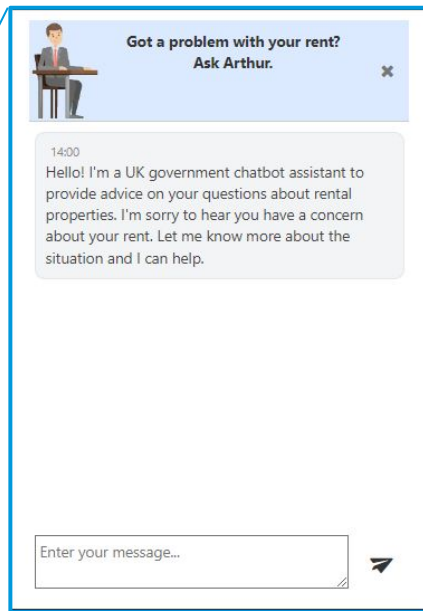 Got a problem with your rent?
Ask Arthur.
14:00
Hello! I'm a UK government chatbot assistant to
provide advice on your questions about rental
properties. I'm sorry to hear you have a concern
about your rent. Let me know more about the
situation and I can help.
Enter your message...